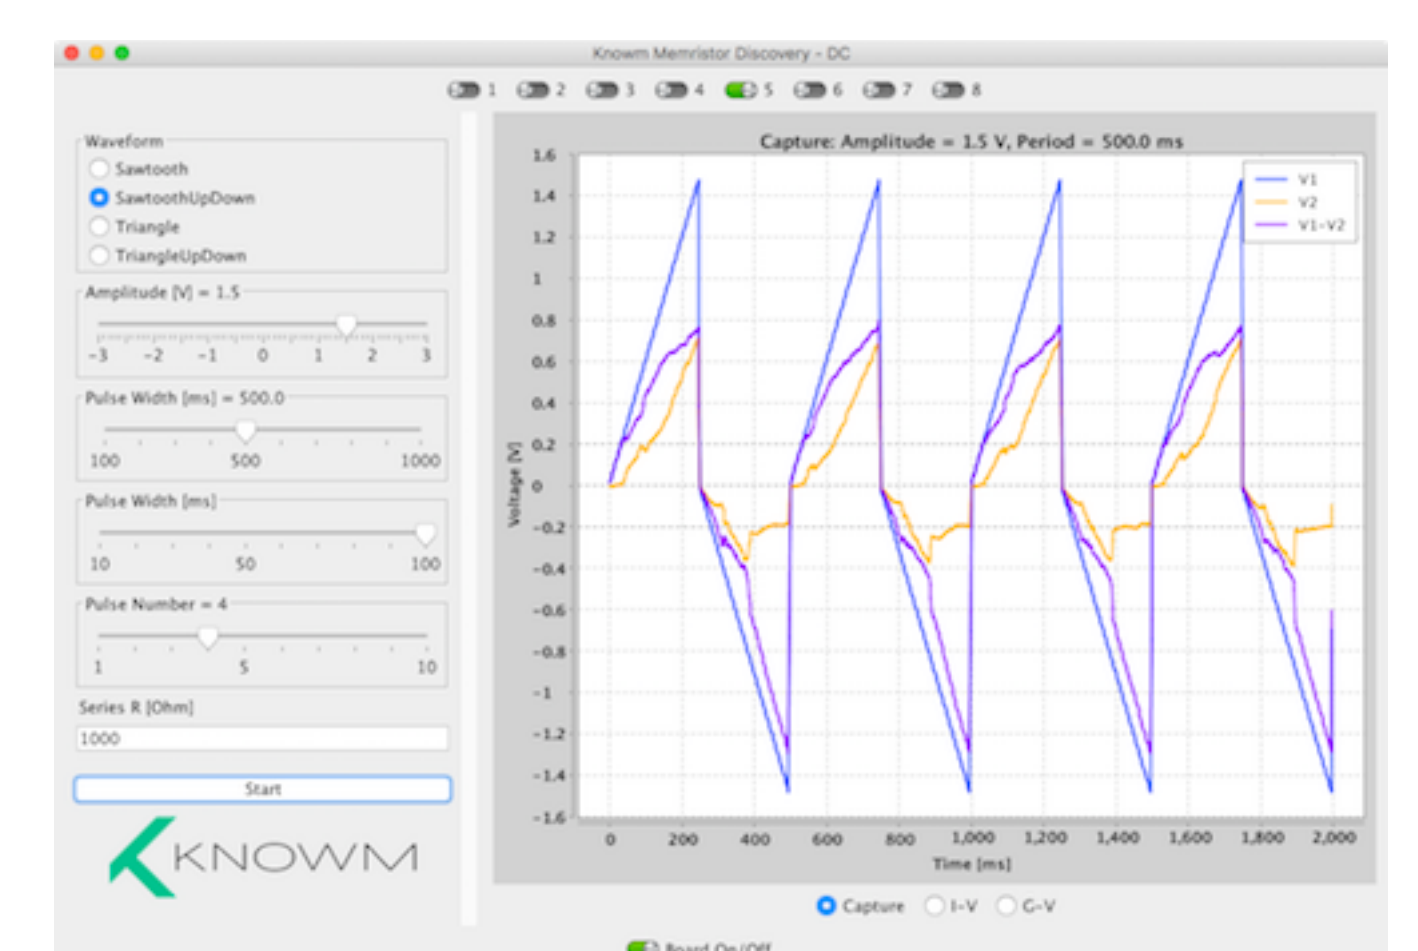 Knowm Memristor Discovery - DC
1 2 3 4 5 6 7 8
Waveform
Sawtooth
SawtoothUpDown
Triangle
TriangleUpDown
Amplitude [V] = 1.5
-3 -2 -1 0 1 2 3
Pulse Width [ms] = 500.0
100 500 1000
Pulse Width [ms]
10 50 100
Pulse Number = 4
1 5 10
Series R [Ohm]
1000
Start
KNOWM
Capture: Amplitude = 1.5 V, Period = 500.0 ms
V1
V2
V1-V2
1.6
1.4
1.2
1
0.8
0.6
0.4
0.2
0
-0.2
-0.4
-0.6
-0.8
-1
-1.2
-1.4
-1.6
Voltage [V]
0 200 400 600 800 1,000 1,200 1,400 1,600 1,800 2,000
Time [ms]
Capture I-V G-V
Board On/Off